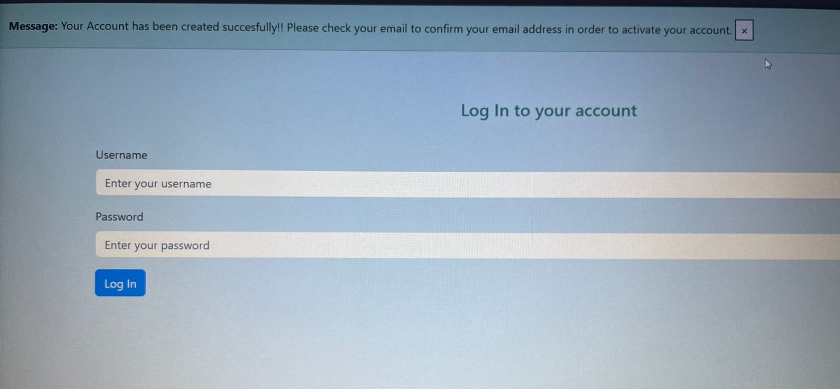 Message: Your Account has been created succesfully!! Please check your email to confirm your email address in order to activate your account. ×
Log In to your account
Username
Enter your username
Password
Enter your password
Log In